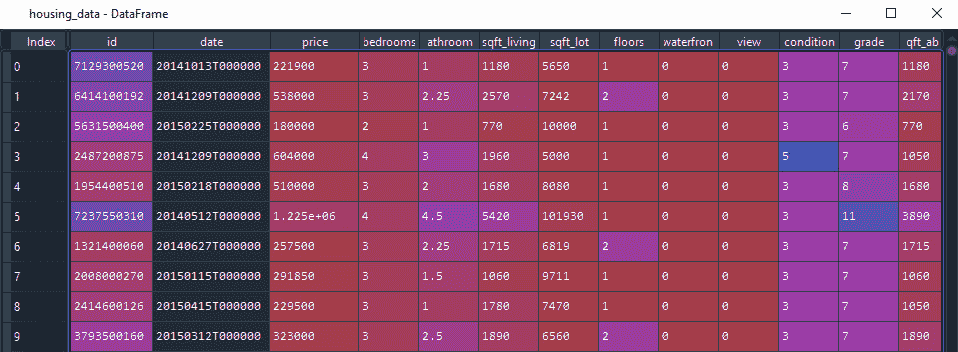 housing_data - DataFrame
Index id date price bedrooms athroom sqft_living sqft_lot floors waterfron view condition grade qft_ab
0 7129300520 20141013T000000 221900 3 1 1180 5650 1 0 0 3 7 1180
1 6414100192 20141209T000000 538000 3 2.25 2570 7242 2 0 0 3 7 2170
2 5631500400 20150225T000000 180000 2 1 770 10000 1 0 0 3 6 770
3 2487200875 20141209T000000 604000 4 3 1960 5000 1 0 0 5 7 1050
4 1954400510 20150218T000000 510000 3 2 1680 8080 1 0 0 3 8 1680
5 7237550310 20140512T000000 1.225e+06 4 4.5 5420 101930 1 0 0 3 11 3890
6 1321400060 20140627T000000 257500 3 2.25 1715 6819 2 0 0 3 7 1715
7 2008000270 20150115T000000 291850 3 1.5 1060 9711 1 0 0 3 7 1060
8 2414600126 20150415T000000 229500 3 1 1780 7470 1 0 0 3 7 1050
9 3793500160 20150312T000000 323000 3 2.5 1890 6560 2 0 0 3 7 1890